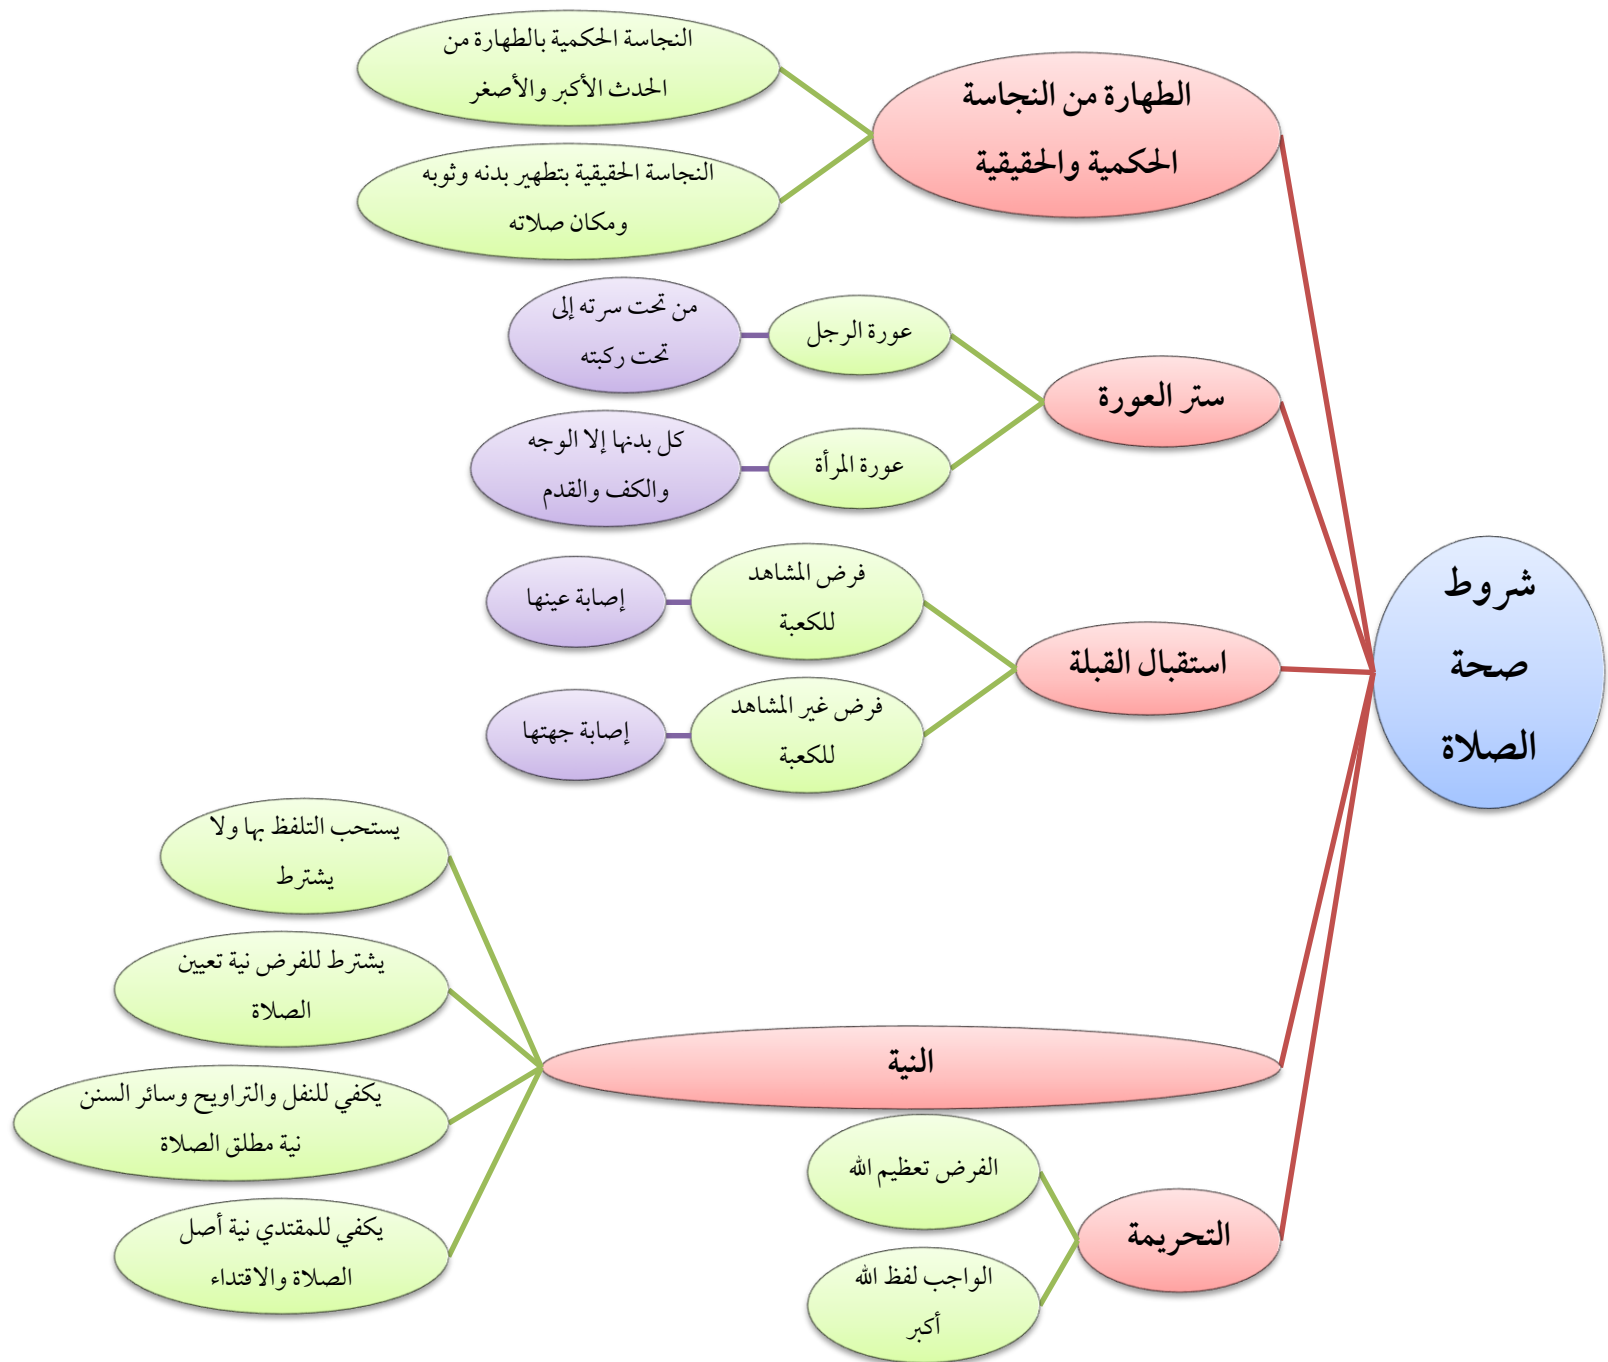 شروط
صحة
الصلاة
الطهارة من النجاسة
الحكمية والحقيقية
النجاسة الحكمية بالطهارة من
الحدث الأكبر والأصغر
النجاسة الحقيقية بتطهير بدنه وثوبه
ومكان صلاته
ستر العورة
عورة الرجل
من تحت سرته إلى
تحت ركبته
عورة المرأة
كل بدنها إلا الوجه
والكف والقدم
استقبال القبلة
فرض المشاهد
للكعبة
إصابة عينها
فرض غير المشاهد
للكعبة
إصابة جهتها
النية
يستحب التلفظ بها ولا
يشترط
يشترط للفرض نية تعيين
الصلاة
يكفي للنفل والتراويح وسائر السنن
نية مطلق الصلاة
يكفي للمقتدي نية أصل
الصلاة والاقتداء
التحريمة
الفرض تعظيم الله
الواجب لفظ الله
أكبر